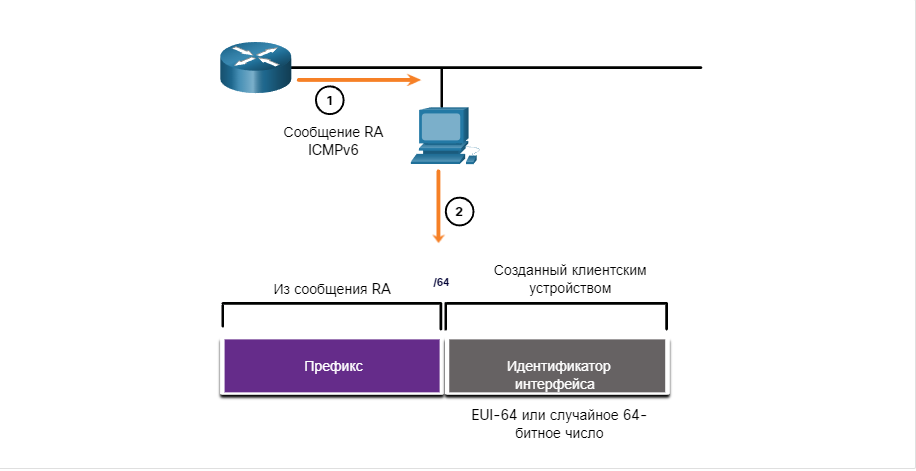 1
Сообщение RA
ICMPv6
2
Созданный клиентским
устройством
Из сообщения RA
/64
Префикс
Идентификатор
интерфейса
EUI-64 или случайное 64-
битное число